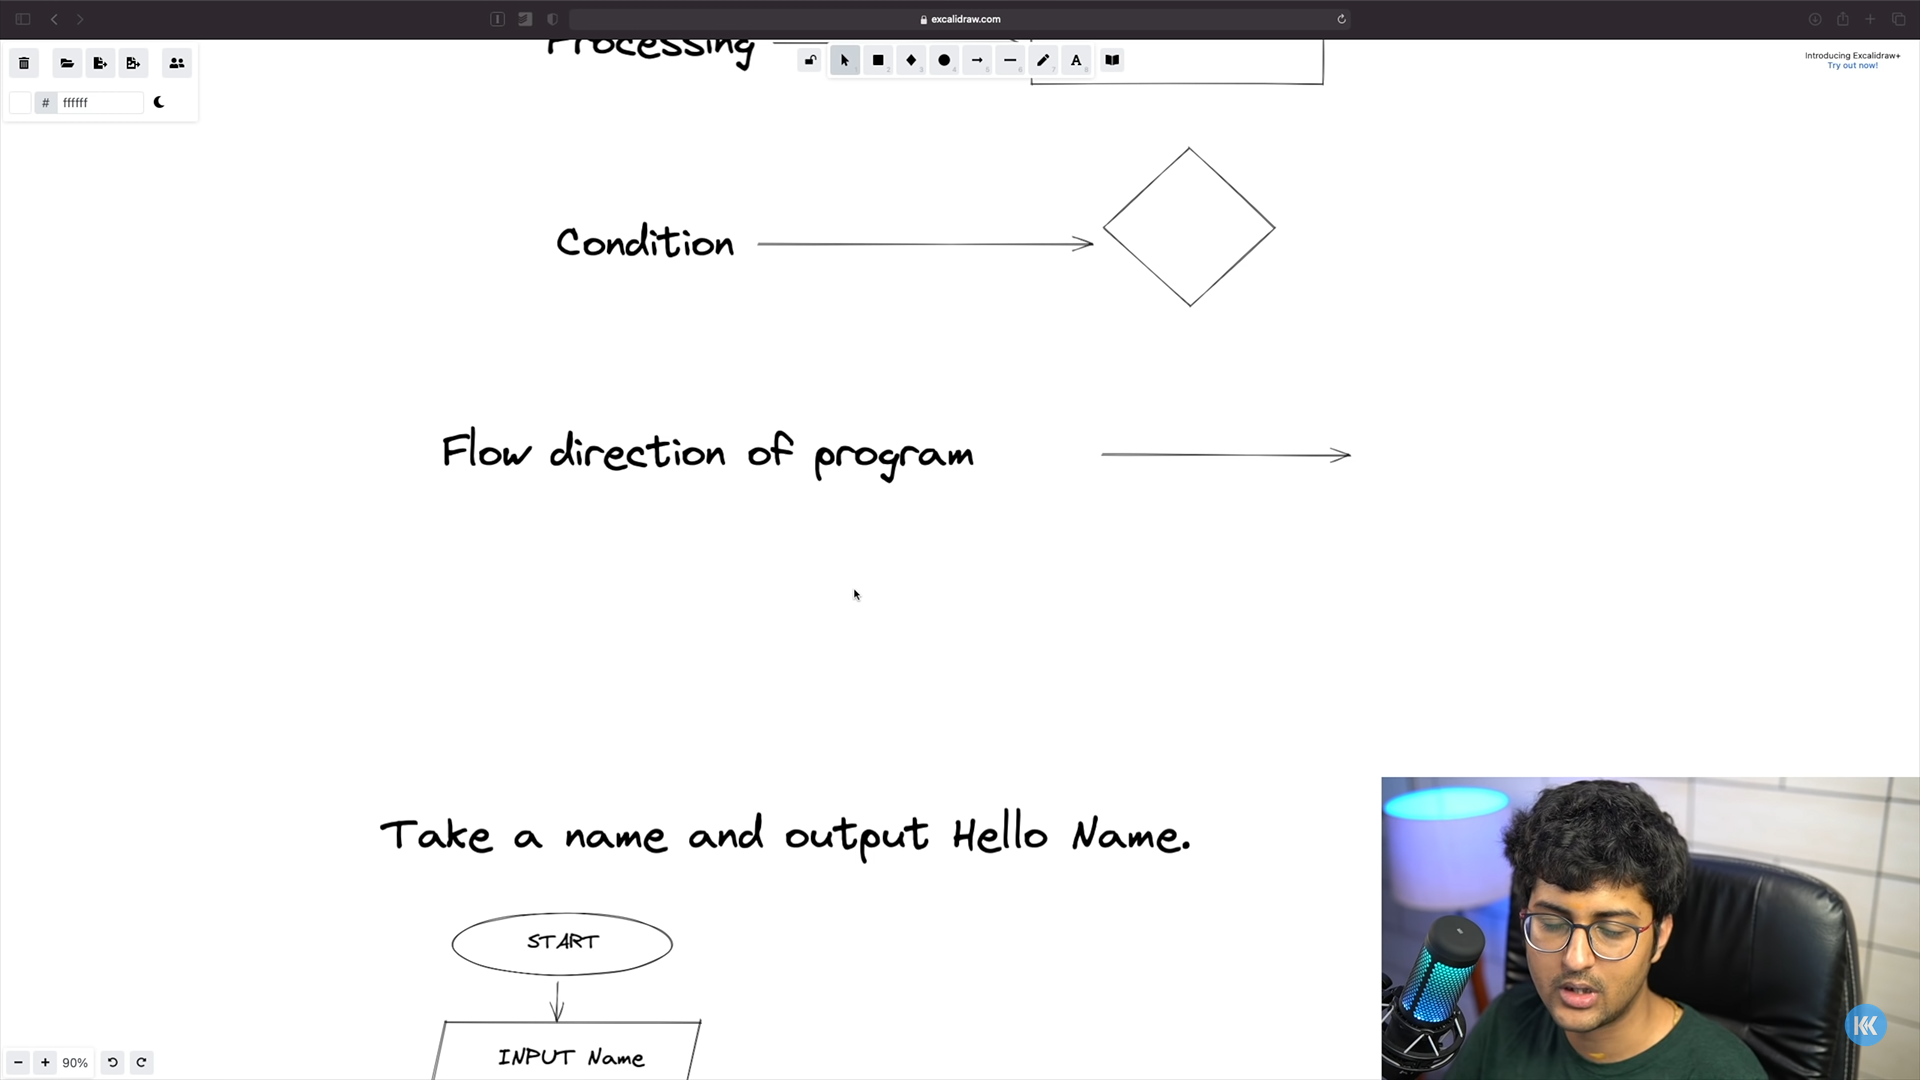 excalidraw.com
Processing
Introducing Excalidraw+
Try out now!
# ffffff
Condition
Flow direction of program
Take a name and output Hello Name.
START
INPUT Name
90%